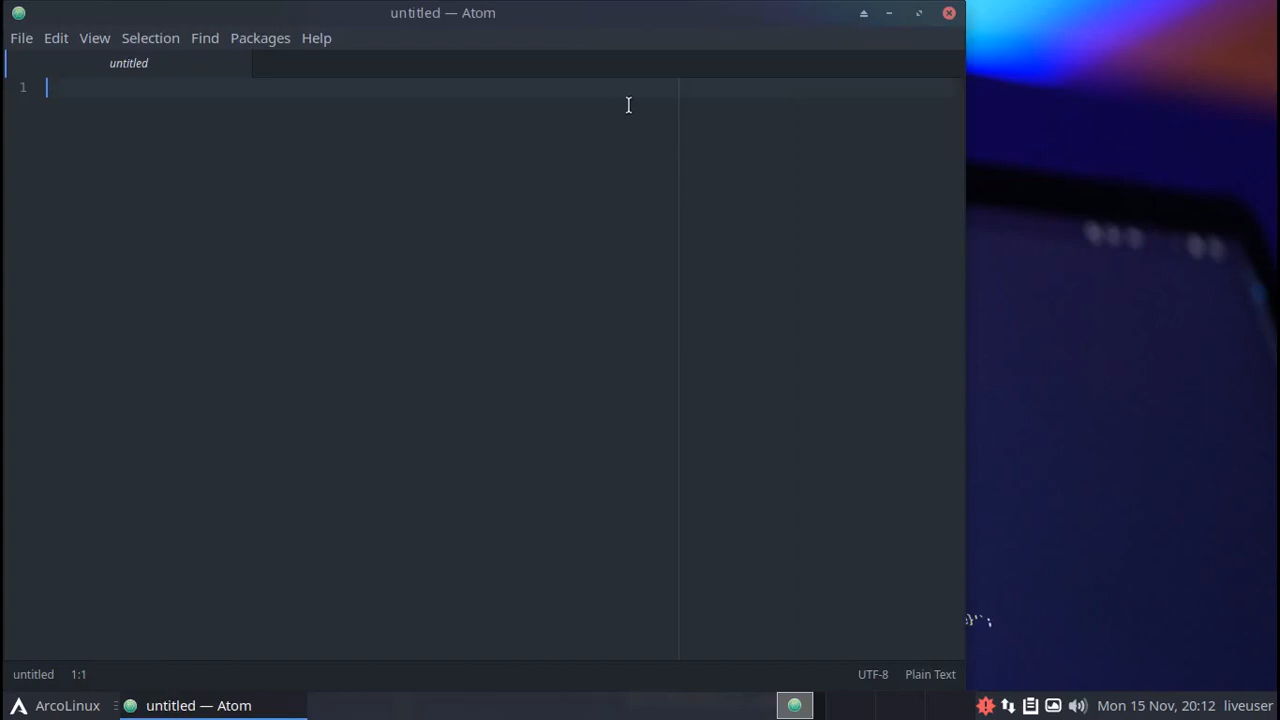 untitled — Atom
File Edit View Selection Find Packages Help
untitled
1
}'`;
untitled 1:1 UTF-8 Plain Text
ArcoLinux untitled — Atom Mon 15 Nov, 20:12 liveuser